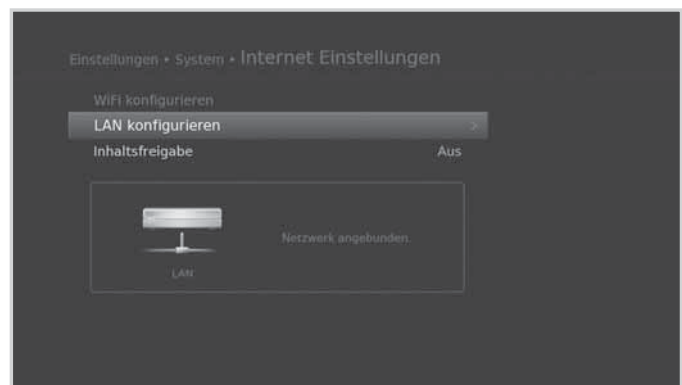 Einstellungen • System • Internet Einstellungen
WiFi konfigurieren
LAN konfigurieren >
Inhaltsfreigabe Aus
Netzwerk angebunden.
LAN